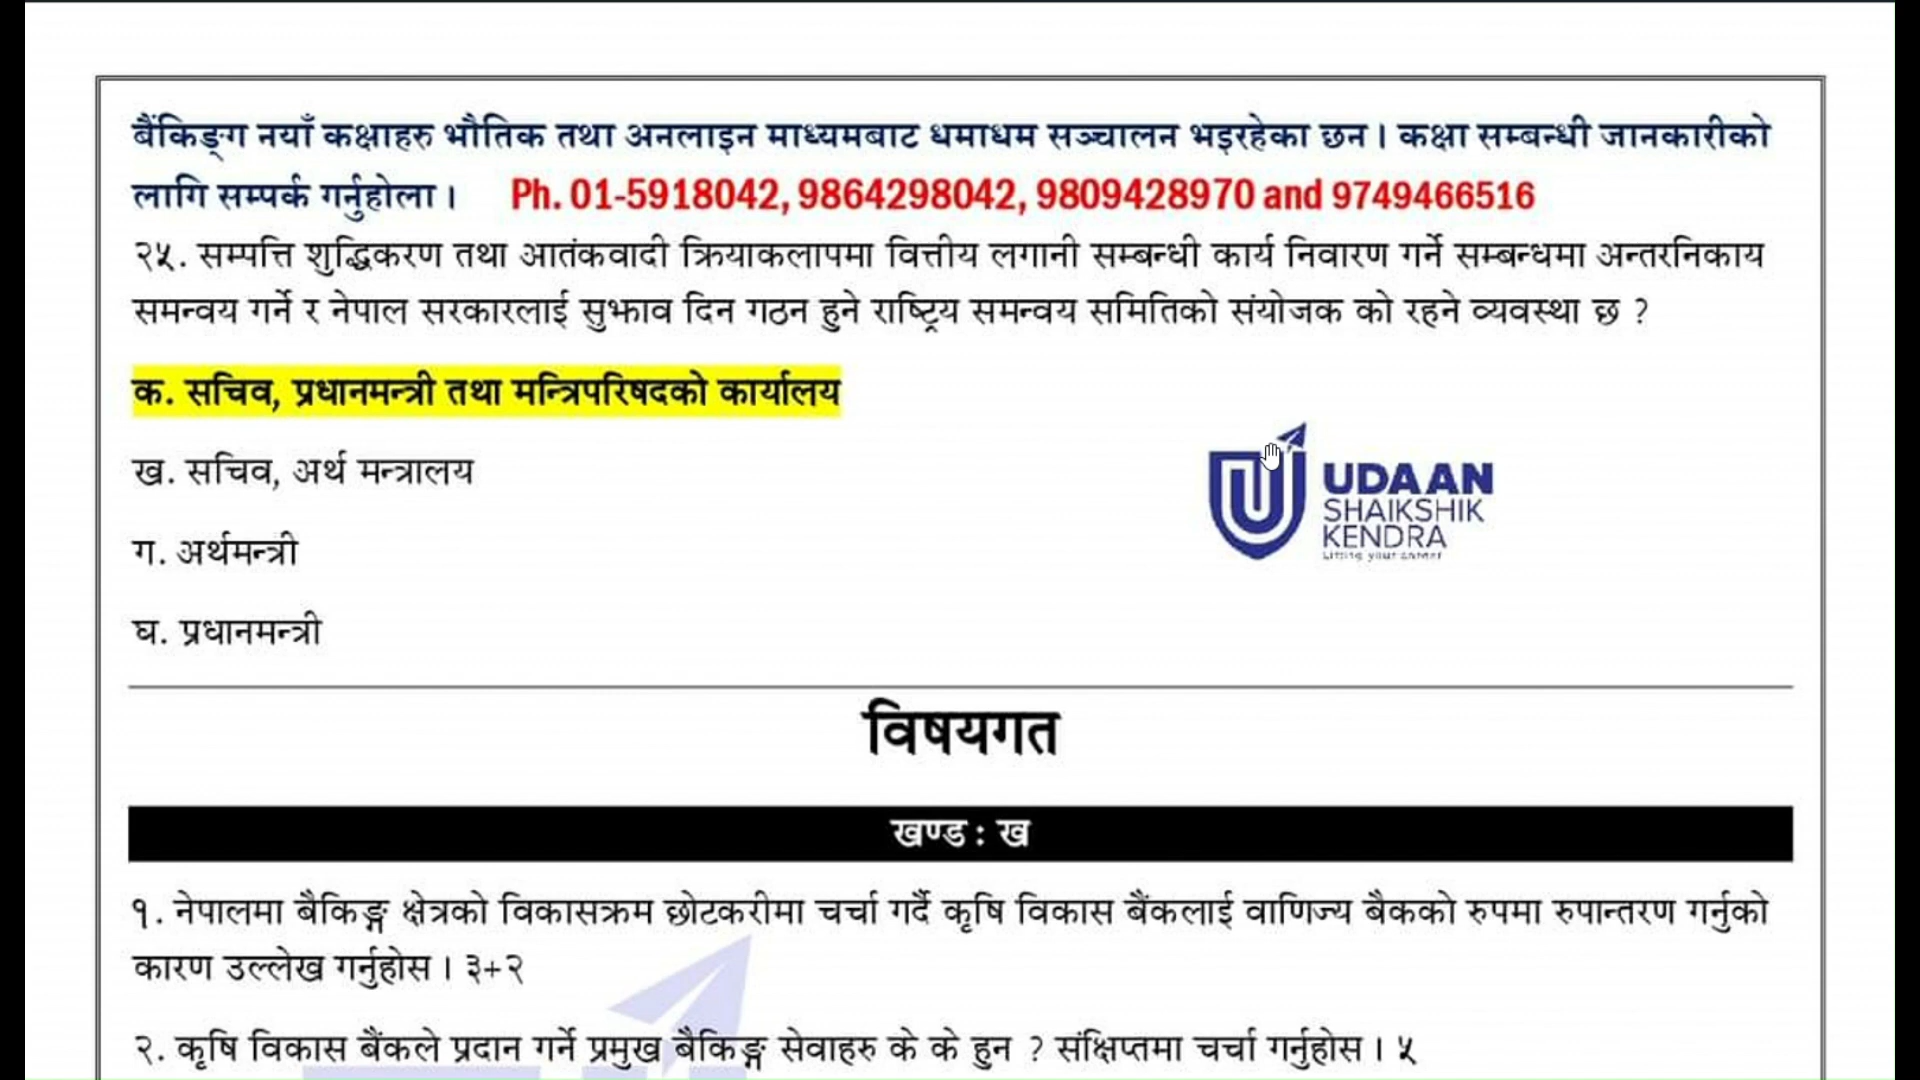 बैंकिङ्ग नयाँ कक्षाहरु भौतिक तथा अनलाइन माध्यमबाट धमाधम सञ्चालन भइरहेका छन । कक्षा सम्बन्धी जानकारीको
लागि सम्पर्क गर्नुहोला । Ph. 01-5918042, 9864298042, 9809428970 and 9749466516
२५. सम्पत्ति शुद्धिकरण तथा आतंकवादी क्रियाकलापमा वित्तीय लगानी सम्बन्धी कार्य निवारण गर्ने सम्बन्धमा अन्तरनिकाय
समन्वय गर्ने र नेपाल सरकारलाई सुझाव दिन गठन हुने राष्ट्रिय समन्वय समितिको संयोजक को रहने व्यवस्था छ ?
क. सचिव, प्रधानमन्त्री तथा मन्त्रिपरिषदको कार्यालय
ख. सचिव, अर्थ मन्त्रालय
UDAAN
SHAIKSHIK
KENDRA
Lifting your career
ग. अर्थमन्त्री
घ. प्रधानमन्त्री
विषयगत
खण्ड : ख
१. नेपालमा बैकिङ्ग क्षेत्रको विकासक्रम छोटकरीमा चर्चा गर्दै कृषि विकास बैंकलाई वाणिज्य बैकको रुपमा रुपान्तरण गर्नुको
कारण उल्लेख गर्नुहोस । ३+२
२. कृषि विकास बैंकले प्रदान गर्ने प्रमुख बैकिङ्ग सेवाहरु के के हुन ? संक्षिप्तमा चर्चा गर्नुहोस । ५